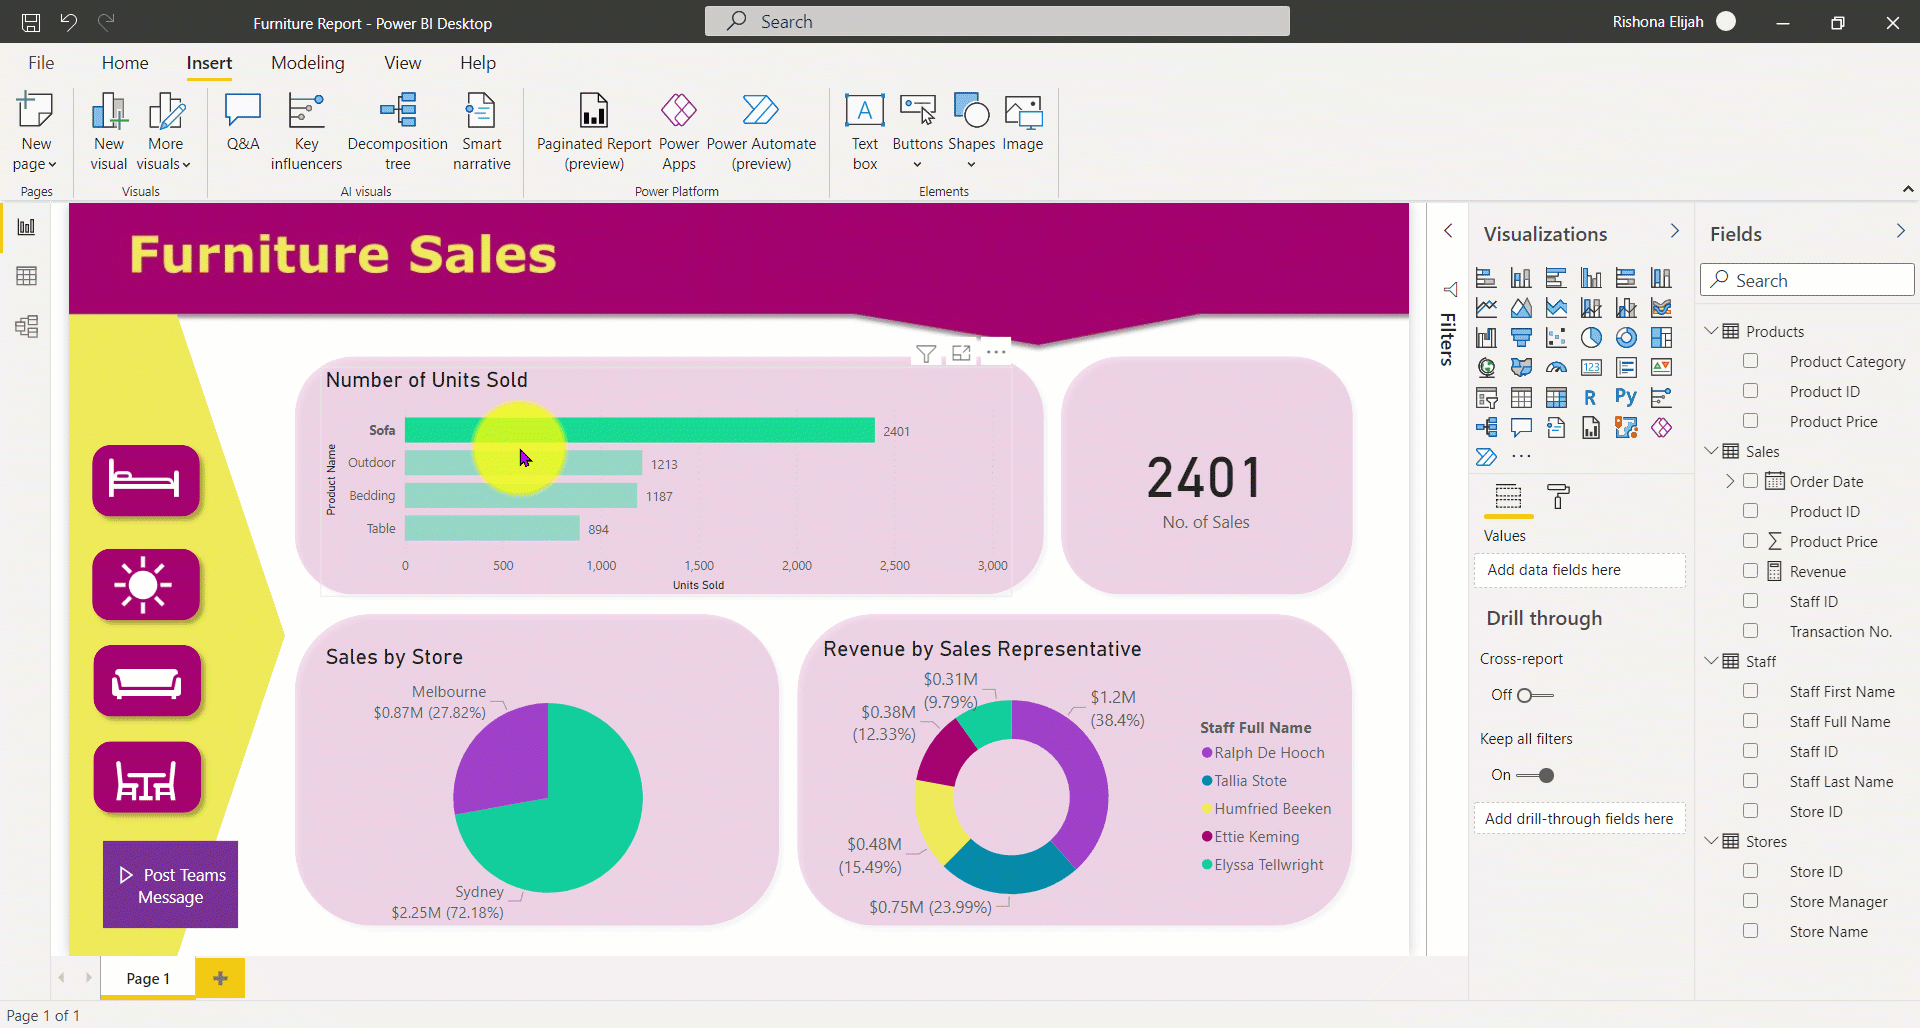 Furniture Report - Power BI Desktop
Search
Rishona Elijah
File
Home
Insert
Modeling
View
Help
New
page
New
visual
More
visuals
Q&A
Key
influencers
Decomposition
tree
Smart
narrative
Paginated Report
(preview)
Power
Apps
Power Automate
(preview)
Text
box
Buttons
Shapes
Image
Pages
Visuals
AI visuals
Power Platform
Elements
Furniture Sales
Number of Units Sold
Product Name
Sofa
2401
Outdoor
1213
Bedding
1187
Table
894
0
500
1,000
1,500
2,000
2,500
3,000
Units Sold
2401
No. of Sales
Sales by Store
Melbourne
$0.87M (27.82%)
Sydney
$2.25M (72.18%)
Revenue by Sales Representative
$0.31M
(9.79%)
$1.2M
(38.4%)
$0.38M
(12.33%)
$0.48M
(15.49%)
$0.75M (23.99%)
Staff Full Name
Ralph De Hooch
Tallia Stote
Humfried Beeken
Ettie Keming
Elyssa Tellwright
Post Teams
Message
Page 1
Page 1 of 1
Filters
Visualizations
123
R
Py
Values
Add data fields here
Drill through
Cross-report
Off
Keep all filters
On
Add drill-through fields here
Fields
Search
Products
Product Category
Product ID
Product Price
Sales
Order Date
Product ID
Product Price
Revenue
Staff ID
Transaction No.
Staff
Staff First Name
Staff Full Name
Staff ID
Staff Last Name
Store ID
Stores
Store ID
Store Manager
Store Name